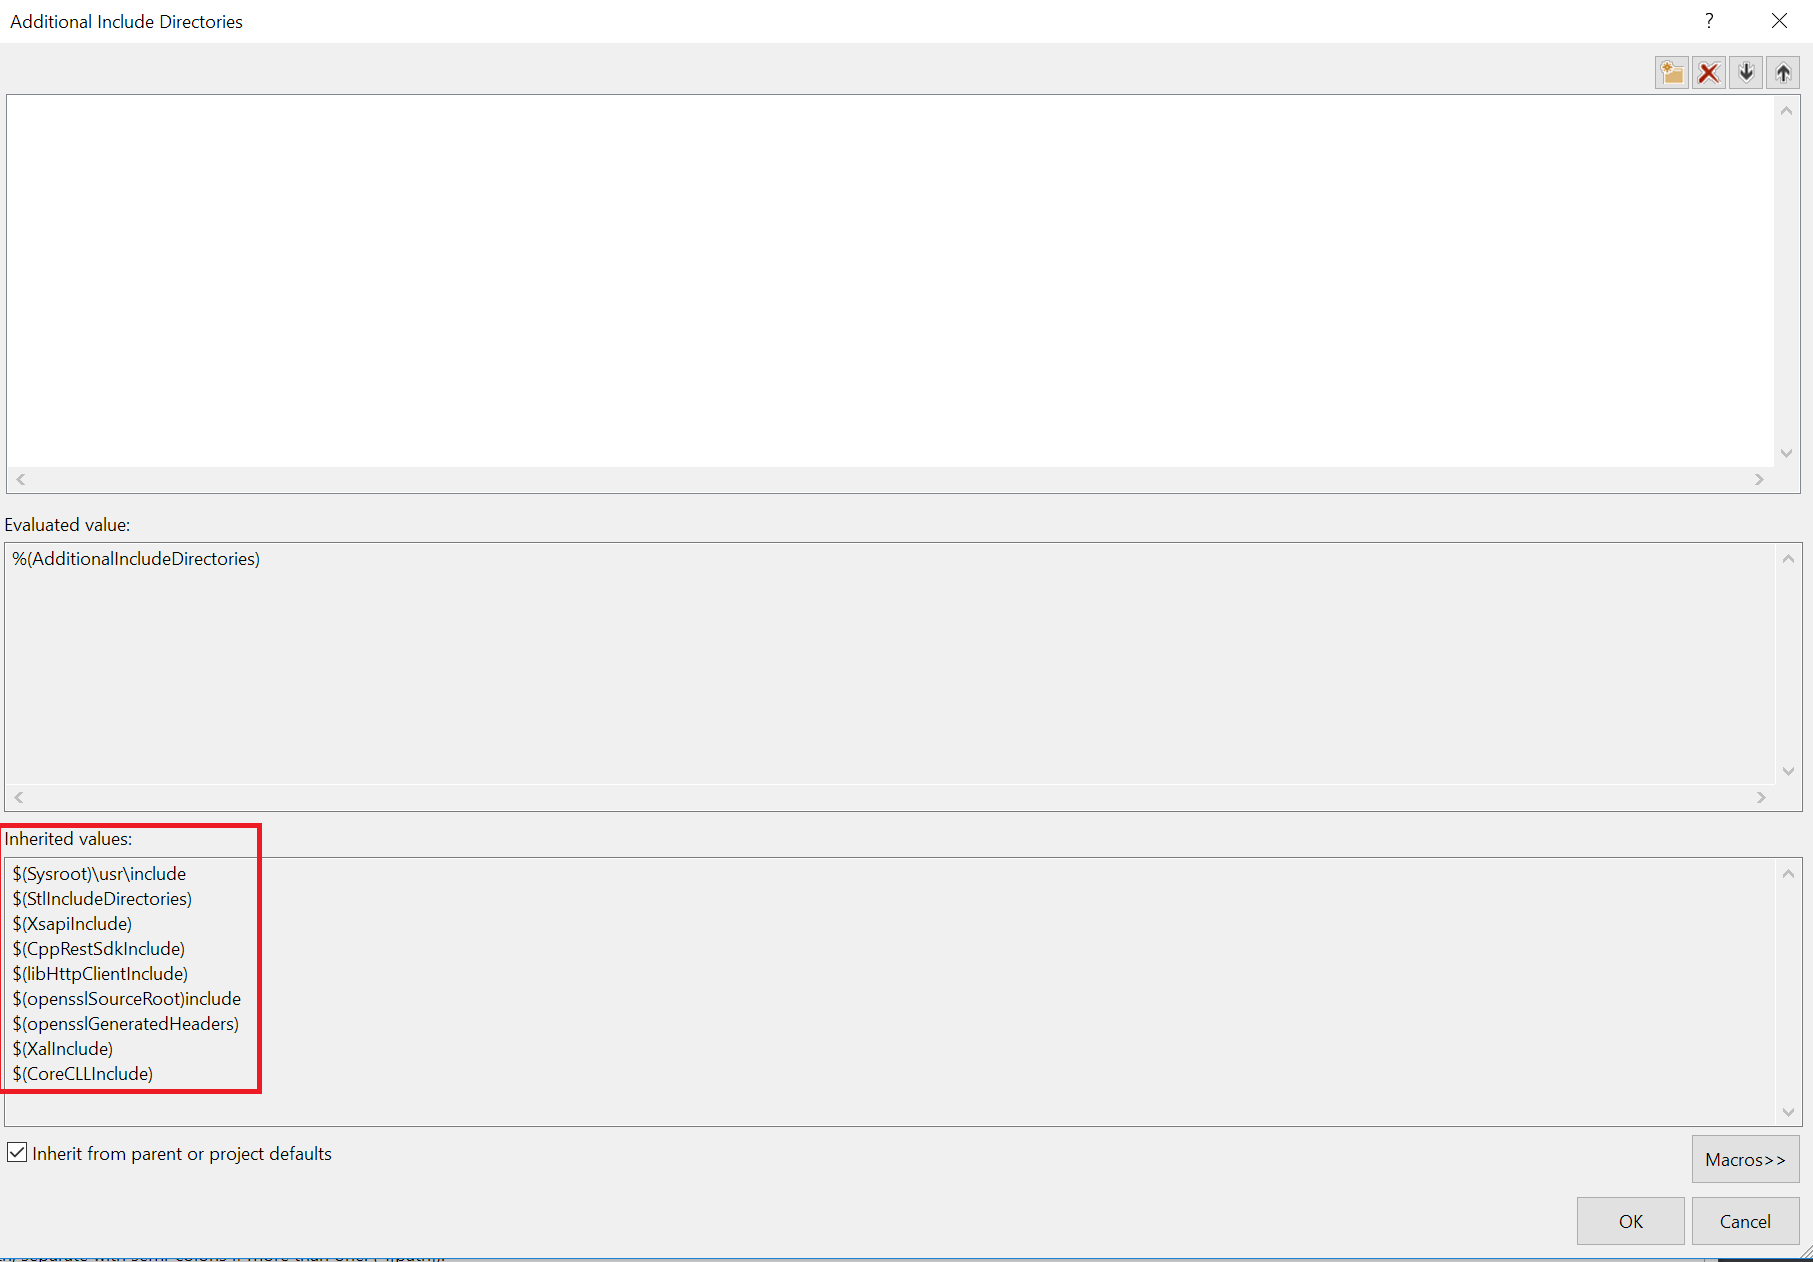 Additional Include Directories
?
Evaluated value:
%(AdditionalIncludeDirectories)
Inherited values:
$(Sysroot)\usr\include
$(StlIncludeDirectories)
$(XsapiInclude)
$(CppRestSdkInclude)
$(libHttpClientInclude)
$(opensslSourceRoot)include
$(opensslGeneratedHeaders)
$(XalInclude)
$(CoreCLLInclude)
Inherit from parent or project defaults
Macros>>
OK
Cancel